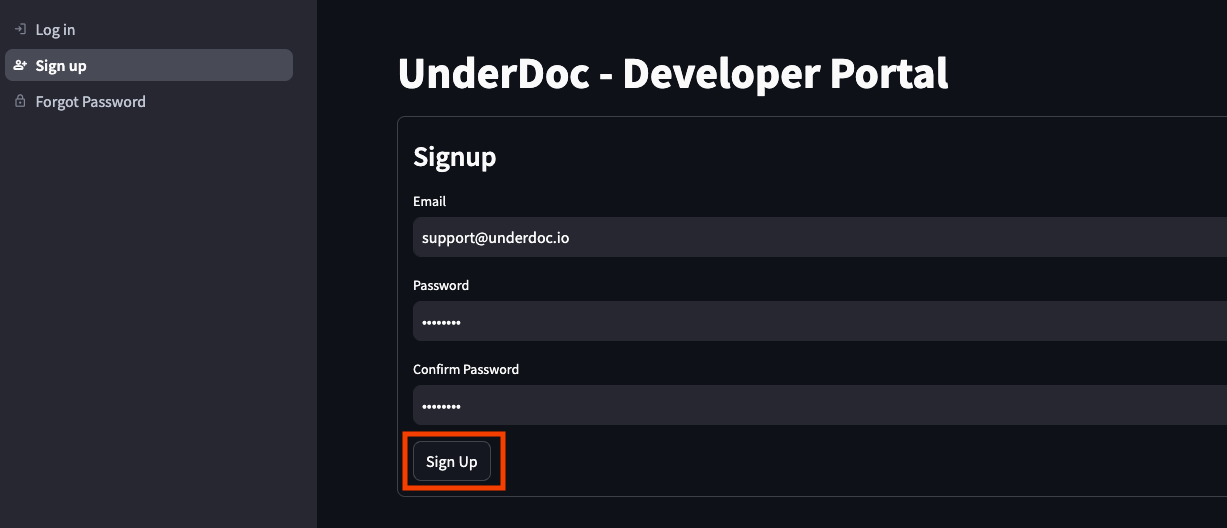 Log in
Sign up
Forgot Password
UnderDoc - Developer Portal
Signup
Email
support@underdoc.io
Password
••••••••
Confirm Password
••••••••
Sign Up